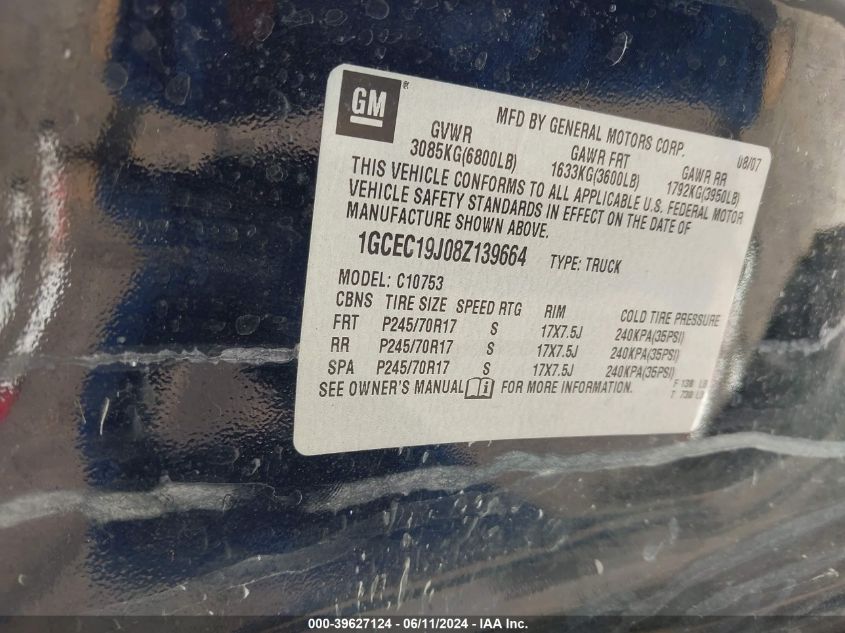 GM
MFD BY GENERAL MOTORS CORP. 08/07
GVWR GAWR FRT GAWR RR
3085KG(6800LB) 1633KG(3600LB) 1792KG(3950LB)
THIS VEHICLE CONFORMS TO ALL APPLICABLE U.S. FEDERAL MOTOR
VEHICLE SAFETY STANDARDS IN EFFECT ON THE DATE OF
MANUFACTURE SHOWN ABOVE.
1GCEC19J08Z139664 TYPE: TRUCK
MODEL: C10753
CBNS TIRE SIZE SPEED RTG RIM COLD TIRE PRESSURE
FRT P245/70R17 S 17X7.5J 240KPA(35PSI)
RR P245/70R17 S 17X7.5J 240KPA(35PSI)
SPA P245/70R17 S 17X7.5J 240KPA(35PSI)
SEE OWNER'S MANUAL FOR MORE INFORMATION. F 130 LB
T 730 LB
000-39627124 - 06/11/2024 - IAA Inc.